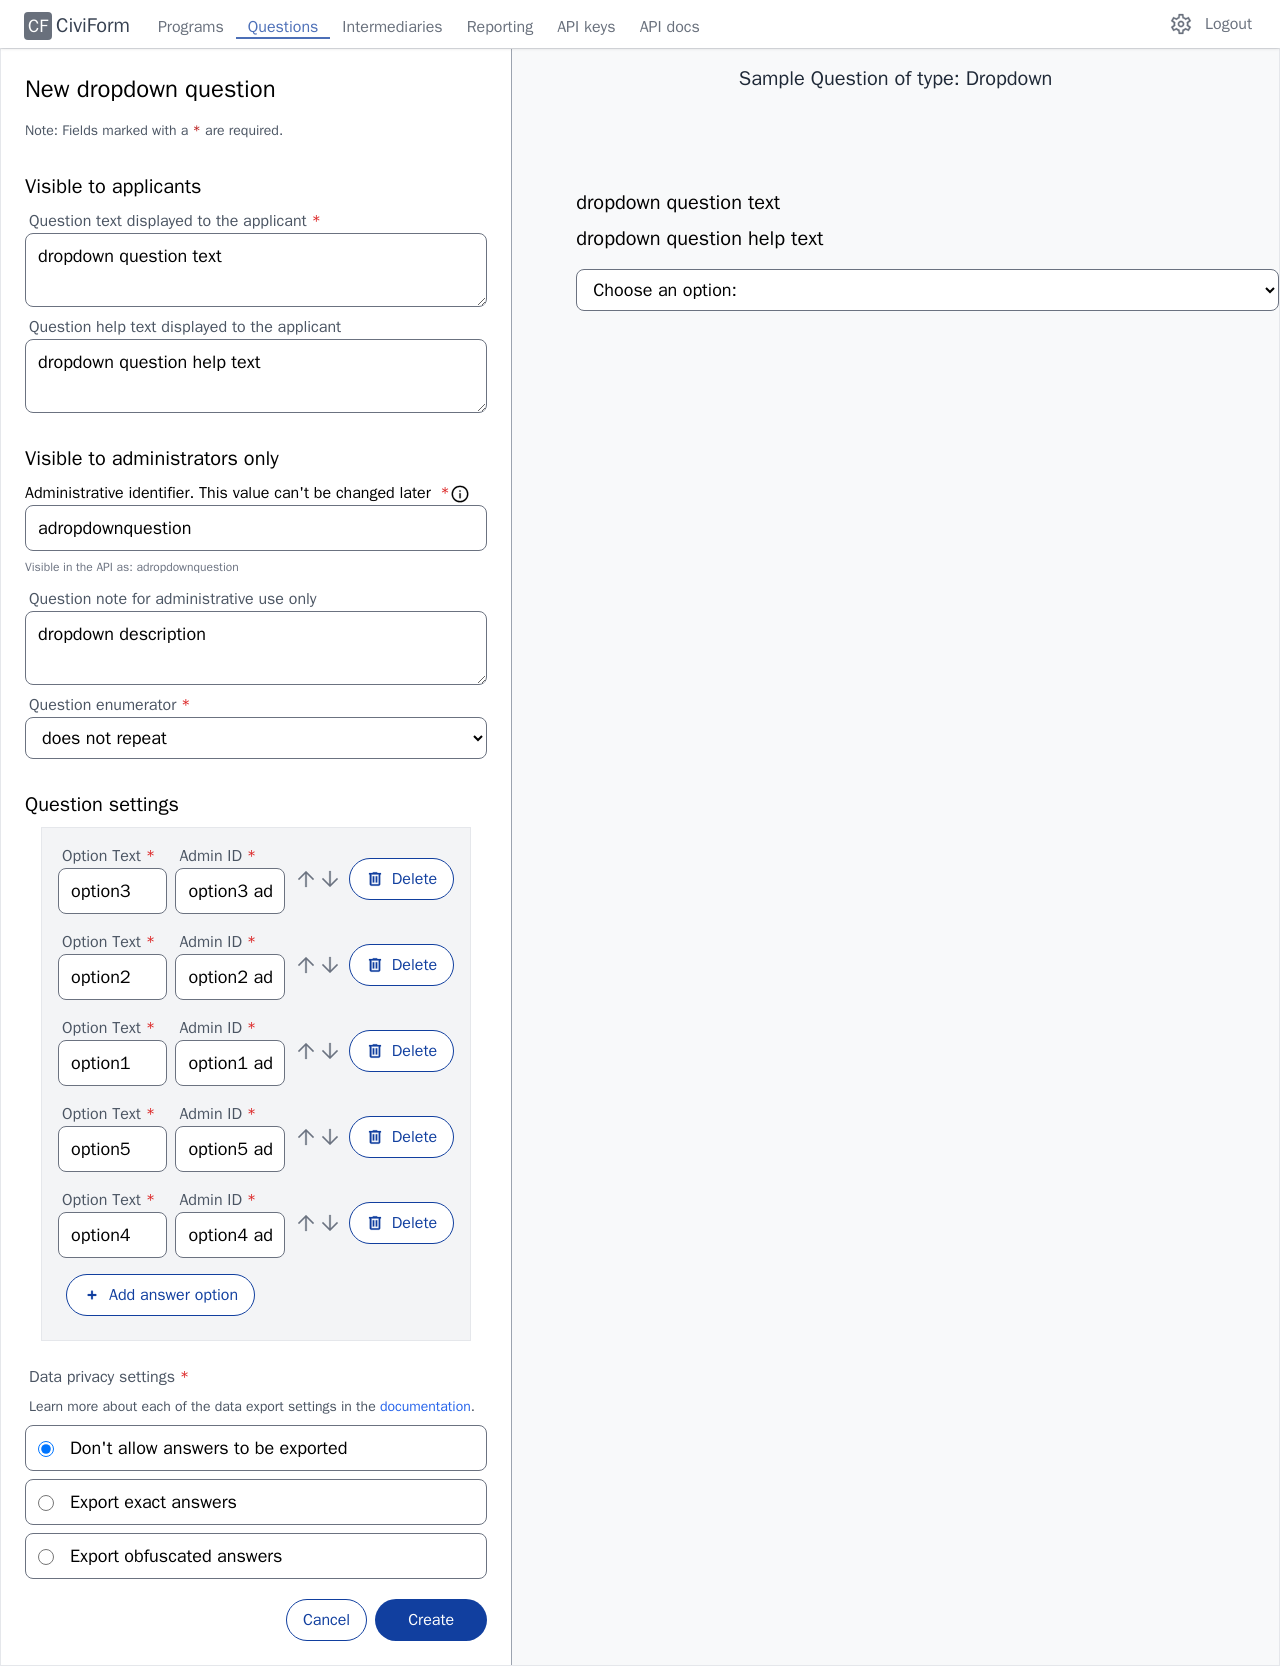 CF CiviForm Programs Questions Intermediaries Reporting API keys API docs Logout
New dropdown question
Note: Fields marked with a * are required.
Visible to applicants
Question text displayed to the applicant *
dropdown question text
Question help text displayed to the applicant
dropdown question help text
Visible to administrators only
Administrative identifier. This value can't be changed later *
adropdownquestion
Visible in the API as: adropdownquestion
Question note for administrative use only
dropdown description
Question enumerator *
does not repeat
Question settings
Option Text * Admin ID *
option3 option3 ad Delete
Option Text * Admin ID *
option2 option2 ad Delete
Option Text * Admin ID *
option1 option1 ad Delete
Option Text * Admin ID *
option5 option5 ad Delete
Option Text * Admin ID *
option4 option4 ad Delete
+ Add answer option
Data privacy settings *
Learn more about each of the data export settings in the documentation.
Don't allow answers to be exported
Export exact answers
Export obfuscated answers
Cancel Create
Sample Question of type: Dropdown
dropdown question text
dropdown question help text
Choose an option: